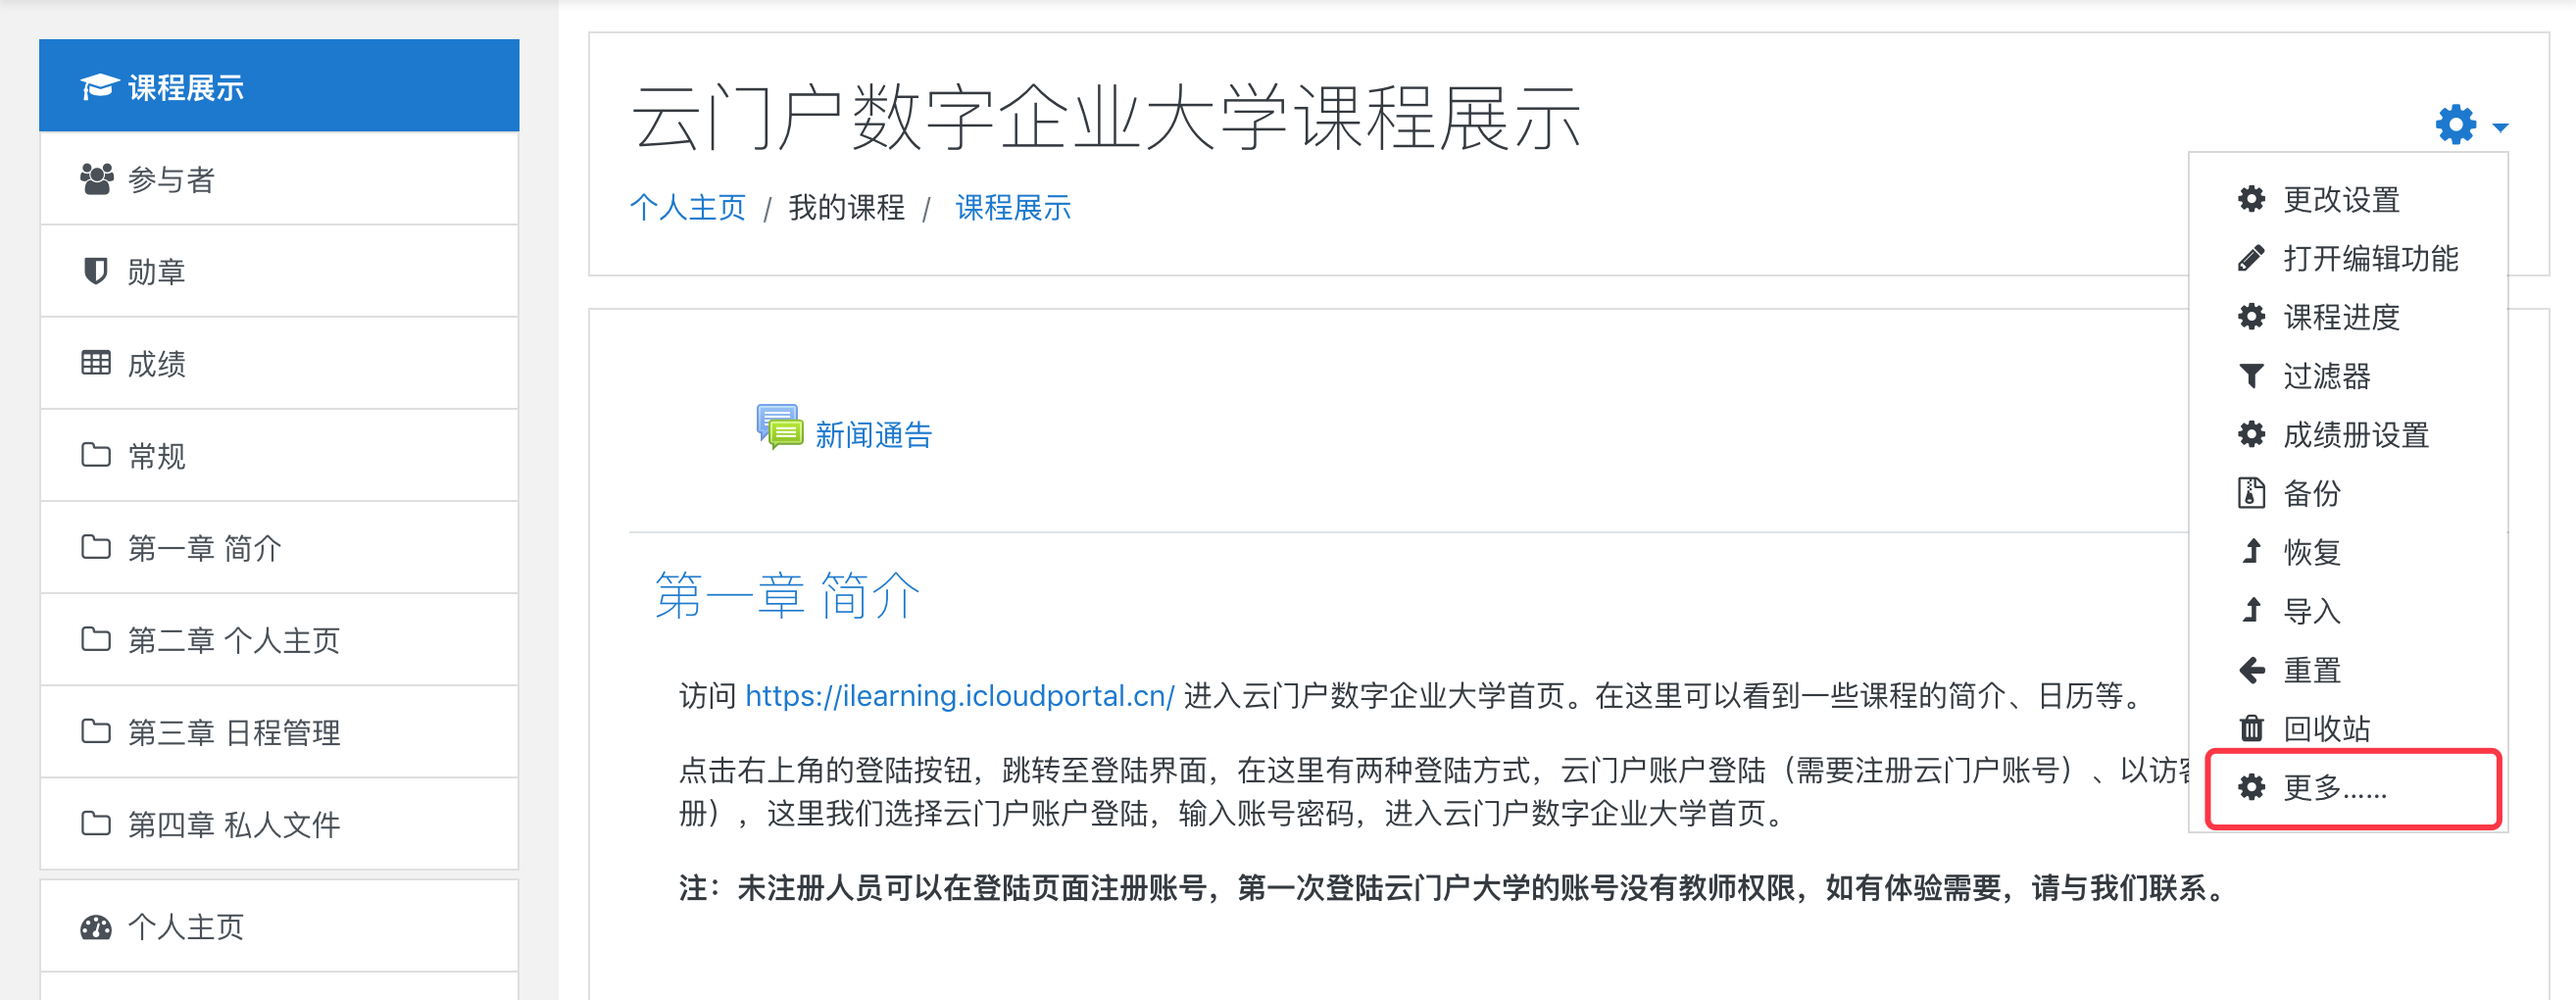 课程展示
参与者
勋章
成绩
常规
第一章 简介
第二章 个人主页
第三章 日程管理
第四章 私人文件
个人主页
云门户数字企业大学课程展示
个人主页 / 我的课程 / 课程展示
新闻通告
第一章 简介
访问 https://ilearning.icloudportal.cn/ 进入云门户数字企业大学首页。在这里可以看到一些课程的简介、日历等。
点击右上角的登陆按钮，跳转至登陆界面，在这里有两种登陆方式，云门户账户登陆（需要注册云门户账号）、以访
册），这里我们选择云门户账户登陆，输入账号密码，进入云门户数字企业大学首页。
注：未注册人员可以在登陆页面注册账号，第一次登陆云门户大学的账号没有教师权限，如有体验需要，请与我们联系。
更改设置
打开编辑功能
课程进度
过滤器
成绩册设置
备份
恢复
导入
重置
回收站
更多......